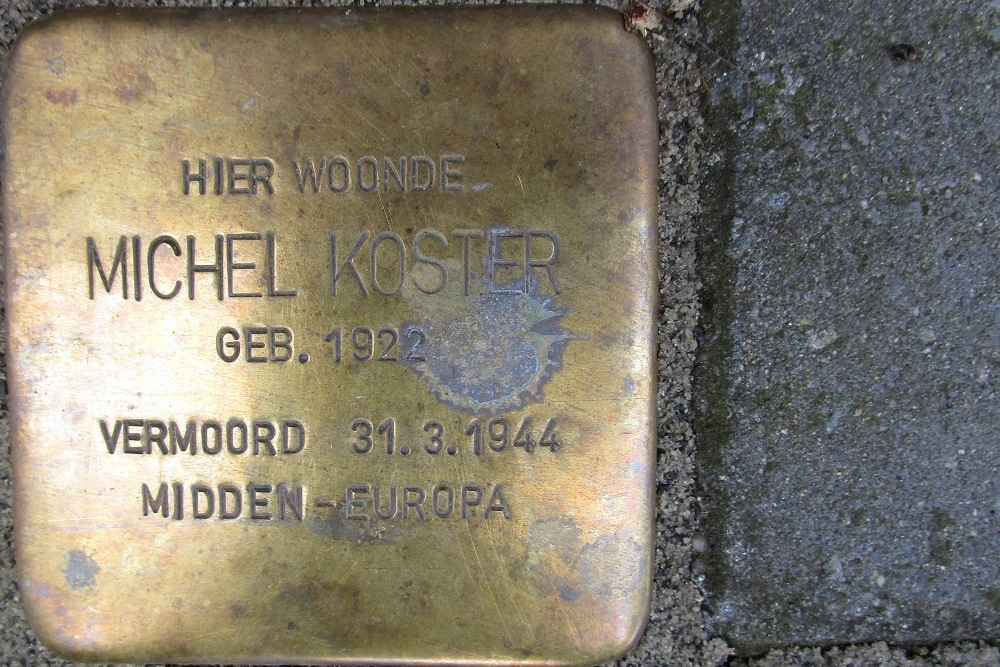 HIER WOONDE
MICHEL KOSTER
GEB. 1922
VERMOORD 31.3.1944
MIDDEN-EUROPA